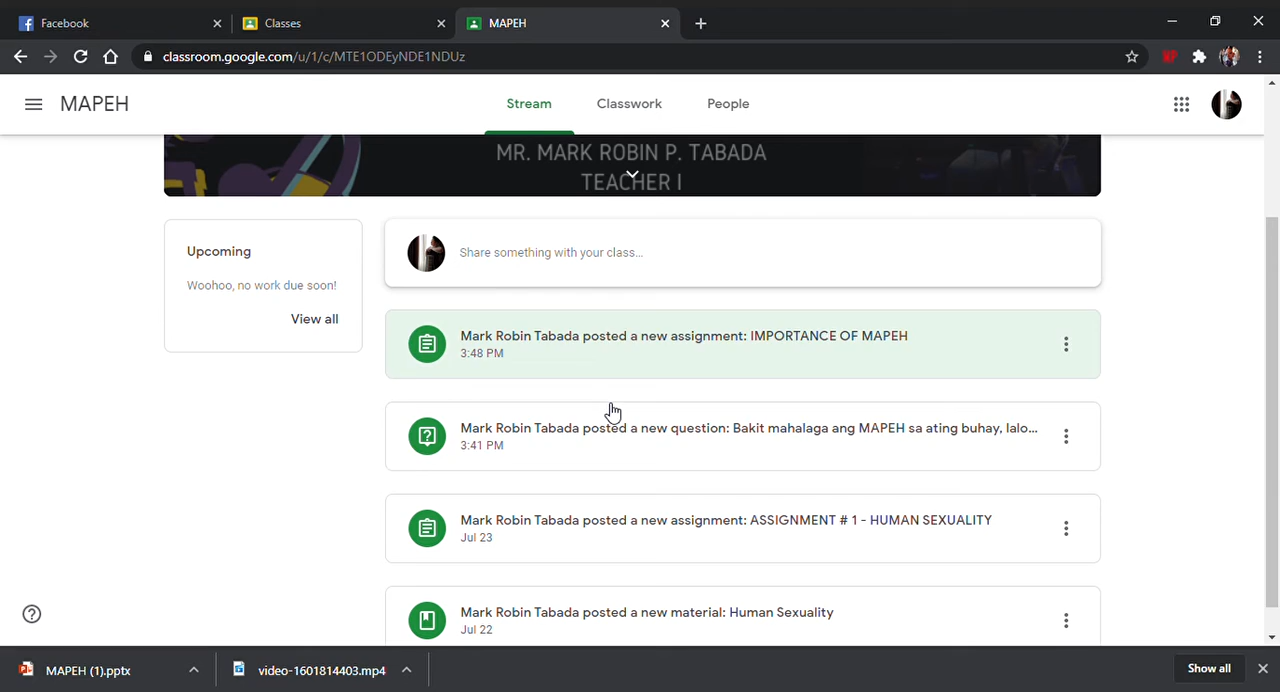 Facebook
Classes
MAPEH
classroom.google.com/u/1/c/MTE1ODEyNDE1NDUz
MAPEH
Stream
Classwork
People
MR. MARK ROBIN P. TABADA
TEACHER I
Upcoming
Woohoo, no work due soon!
View all
Share something with your class...
Mark Robin Tabada posted a new assignment: IMPORTANCE OF MAPEH
3:48 PM
Mark Robin Tabada posted a new question: Bakit mahalaga ang MAPEH sa ating buhay, lalo...
3:41 PM
Mark Robin Tabada posted a new assignment: ASSIGNMENT # 1 - HUMAN SEXUALITY
Jul 23
Mark Robin Tabada posted a new material: Human Sexuality
Jul 22
MAPEH (1).pptx
video-1601814403.mp4
Show all